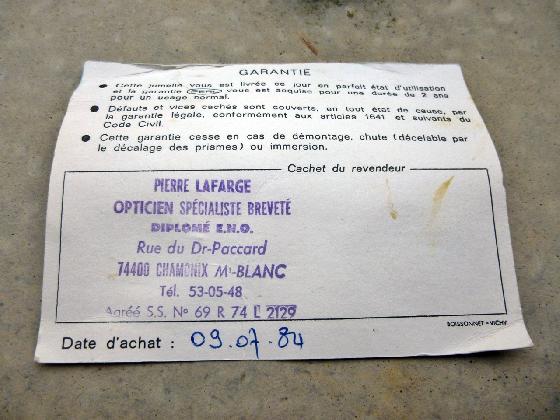 GARANTIE
● Cette jumelle vous est livrée ce jour en parfait état d'utilisation
et la garantie vous est acquise pour une durée de 2 ans
pour un usage normal.
● Défauts et vices cachés sont couverts, en tout état de cause, par
la garantie légale, conformément aux articles 1641 et suivants du
Code Civil.
● Cette garantie cesse en cas de démontage, chute (décelable par
le décalage des prismes) ou immersion.
Cachet du revendeur
PIERRE LAFARGE
OPTICIEN SPÉCIALISTE BREVETÉ
DIPLOMÉ E.N.O.
Rue du Dr-Paccard
74400 CHAMONIX Mt-BLANC
Tél. 53-05-48
Agréé S.S. No 69 R 74 L 2129
BOISSONNET - VICHY
Date d'achat : 09.07.84